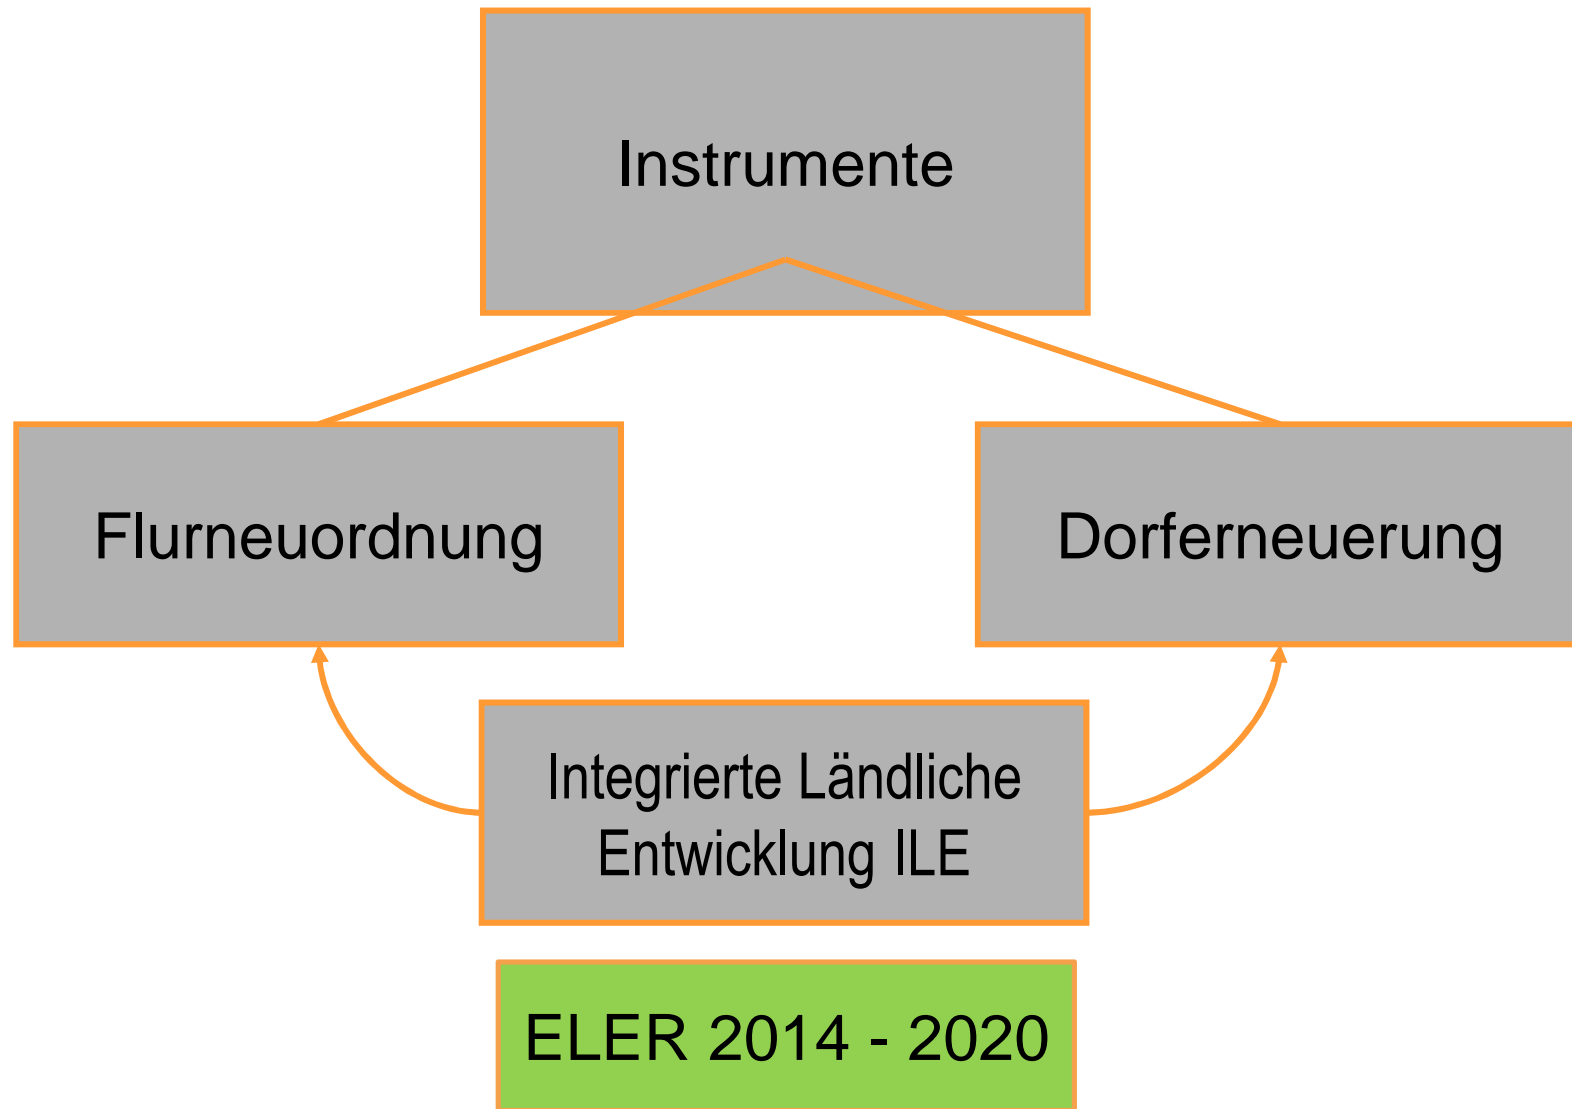 Instrumente
Flurneuordnung
Dorferneuerung
Integrierte Ländliche
Entwicklung ILE
ELER 2014 - 2020